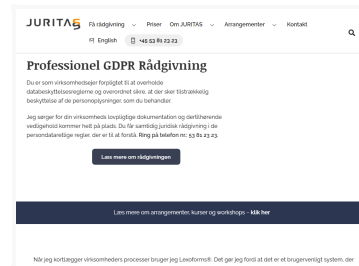 JURITAS
Få rådgivning Priser Om JURITAS Arrangementer Kontakt
English +45 53 81 23 23
Professionel GDPR Rådgivning
Du er som virksomhedsejer forpligtet til at overholde
databeskyttelsesreglerne og overordnet sikre, at der sker tilstrækkelig
beskyttelse af de personoplysninger, som du behandler.
Jeg sørger for din virksomheds lovpligtige dokumentation og dertilhørende
vedligehold kommer helt på plads. Du får samtidig juridisk rådgivning i de
persondataretlige regler, der er til at forstå. Ring på telefon nr.: 53 81 23 23.
Læs mere om rådgivningen
Læs mere om arrangementer, kurser og workshops – klik her
Når jeg kortlægger virksomheders processer bruger jeg Lexoforms®. Det gør jeg fordi at det er et brugervenligt system, der